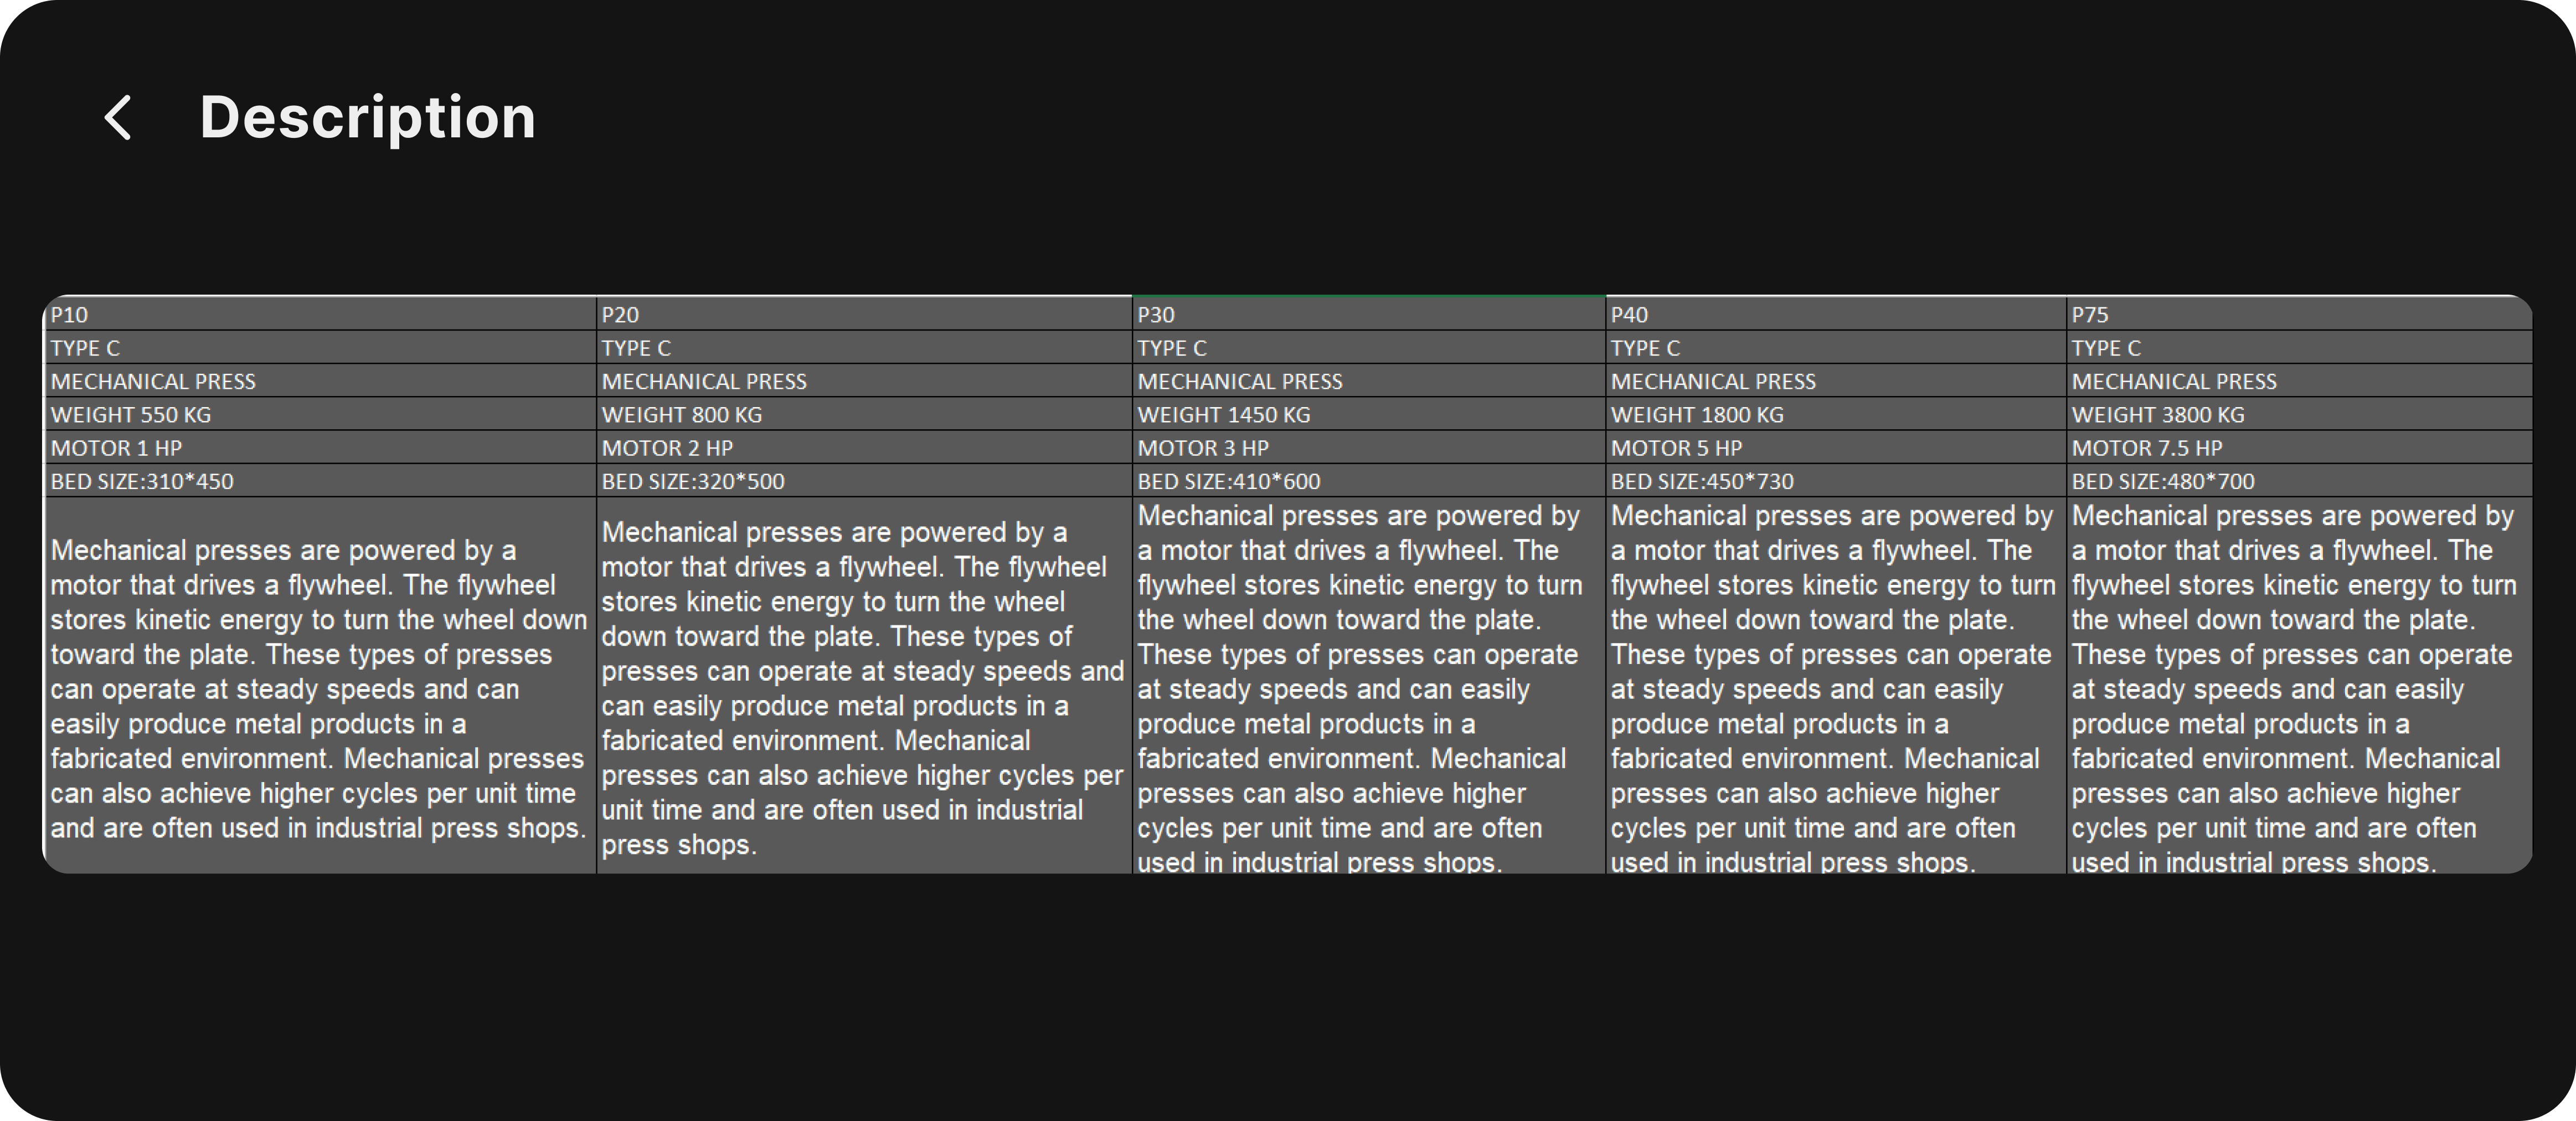 Description
P10
P20
P30
P40
P75
TYPE C
TYPE C
TYPE C
TYPE C
TYPE C
MECHANICAL PRESS
MECHANICAL PRESS
MECHANICAL PRESS
MECHANICAL PRESS
MECHANICAL PRESS
WEIGHT 550 KG
WEIGHT 800 KG
WEIGHT 1450 KG
WEIGHT 1800 KG
WEIGHT 3800 KG
MOTOR 1 HP
MOTOR 2 HP
MOTOR 3 HP
MOTOR 5 HP
MOTOR 7.5 HP
BED SIZE:310*450
BED SIZE:320*500
BED SIZE:410*600
BED SIZE:450*730
BED SIZE:480*700
Mechanical presses are powered by a
motor that drives a flywheel. The flywheel
stores kinetic energy to turn the wheel down
toward the plate. These types of presses
can operate at steady speeds and can
easily produce metal products in a
fabricated environment. Mechanical presses
can also achieve higher cycles per unit time
and are often used in industrial press shops.
Mechanical presses are powered by a
motor that drives a flywheel. The flywheel
stores kinetic energy to turn the wheel
down toward the plate. These types of
presses can operate at steady speeds and
can easily produce metal products in a
fabricated environment. Mechanical
presses can also achieve higher cycles per
unit time and are often used in industrial
press shops.
Mechanical presses are powered by
a motor that drives a flywheel. The
flywheel stores kinetic energy to turn
the wheel down toward the plate.
These types of presses can operate
at steady speeds and can easily
produce metal products in a
fabricated environment. Mechanical
presses can also achieve higher
cycles per unit time and are often
used in industrial press shops.
Mechanical presses are powered by
a motor that drives a flywheel. The
flywheel stores kinetic energy to turn
the wheel down toward the plate.
These types of presses can operate
at steady speeds and can easily
produce metal products in a
fabricated environment. Mechanical
presses can also achieve higher
cycles per unit time and are often
used in industrial press shops.
Mechanical presses are powered by
a motor that drives a flywheel. The
flywheel stores kinetic energy to turn
the wheel down toward the plate.
These types of presses can operate
at steady speeds and can easily
produce metal products in a
fabricated environment. Mechanical
presses can also achieve higher
cycles per unit time and are often
used in industrial press shops.